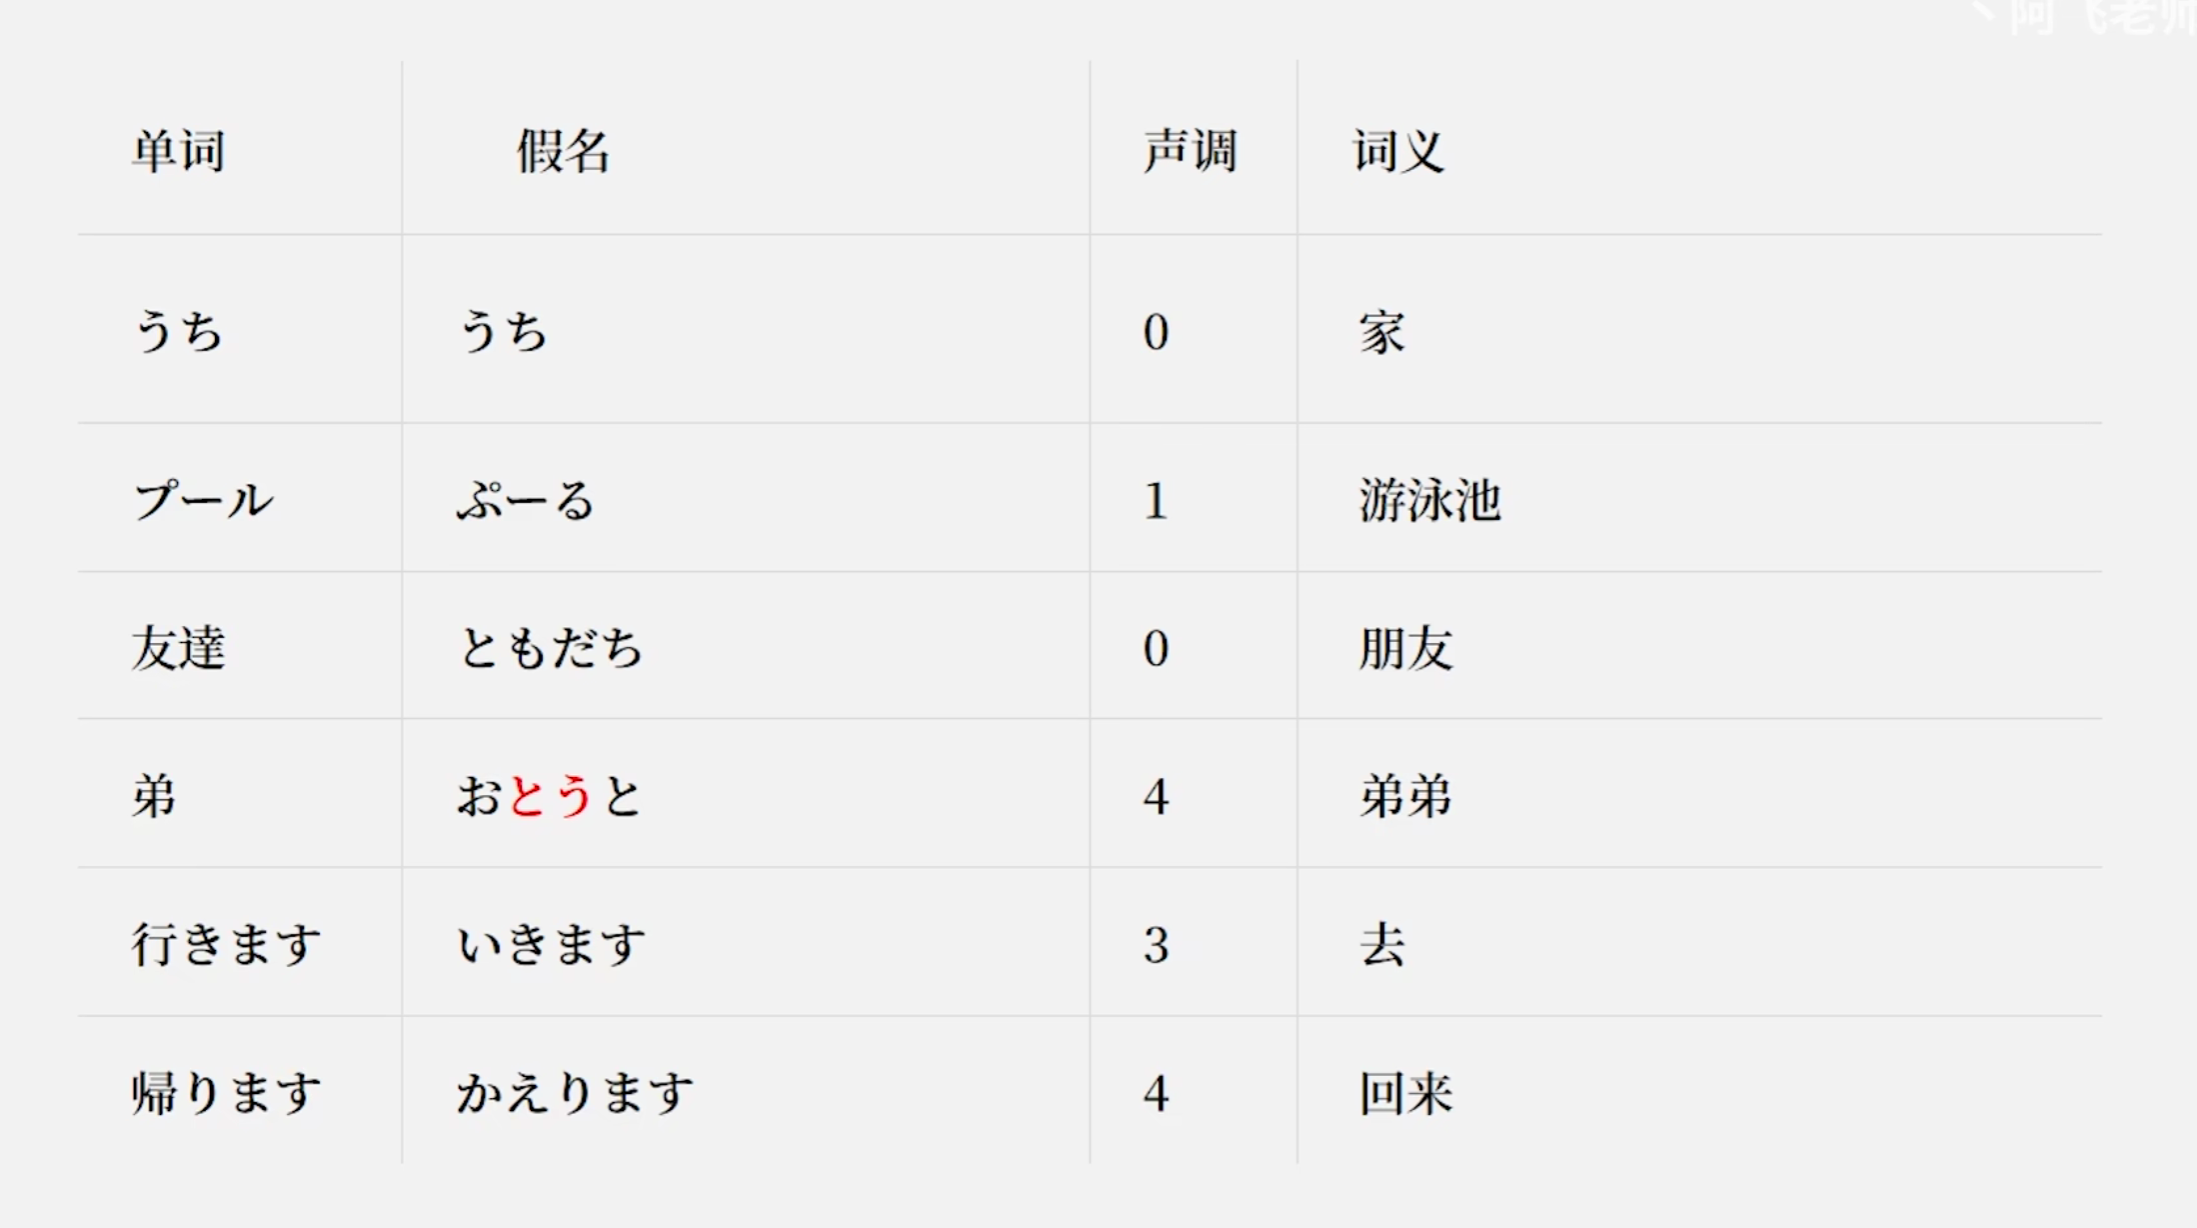 丶阿飞老师
单词 假名 声调 词义
うち うち 0 家
プール ぷーる 1 游泳池
友達 ともだち 0 朋友
弟 おとうと 4 弟弟
行きます いきます 3 去
帰ります かえります 4 回来